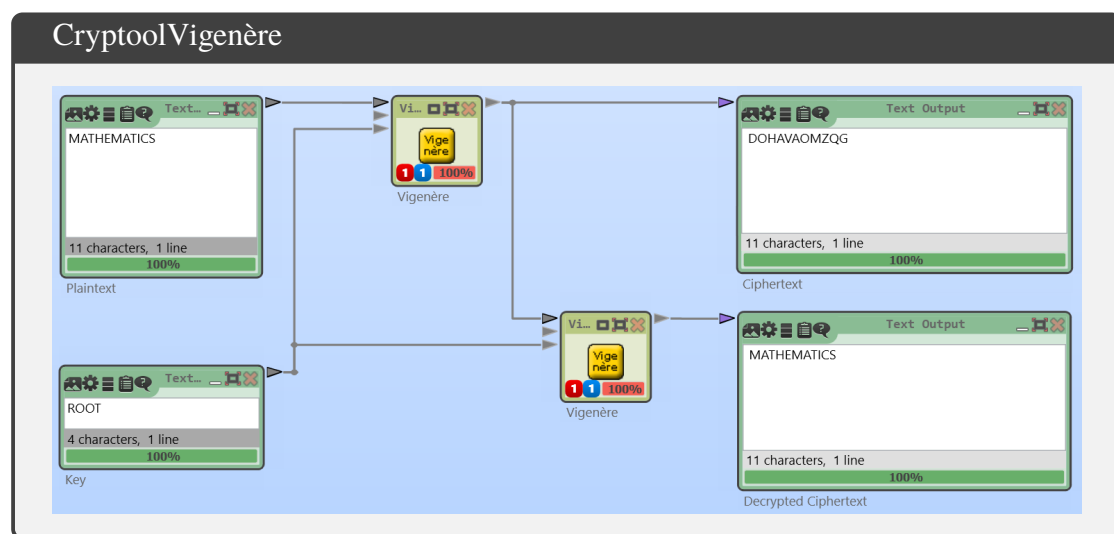 CryptoolVigenère
Text...
MATHEMATICS
11 characters, 1 line
100%
Plaintext
Vi...
Vige
nère
1 1 100%
Vigenère
Text Output
DOHAVAOMZQG
11 characters, 1 line
100%
Ciphertext
Text...
ROOT
4 characters, 1 line
100%
Key
Vi...
Vige
nère
1 1 100%
Vigenère
Text Output
MATHEMATICS
11 characters, 1 line
100%
Decrypted Ciphertext